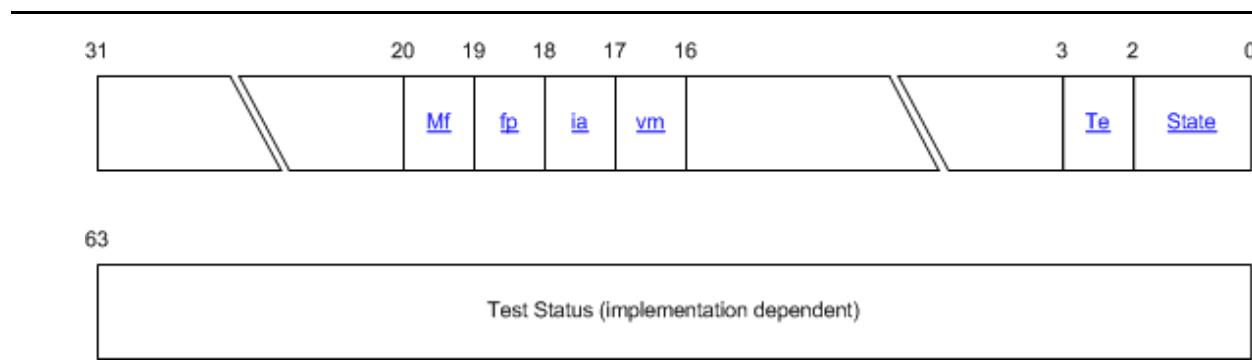 31 20 19 18 17 16 3 2 0
Mf fp ia vm Te State
63
Test Status (implementation dependent)